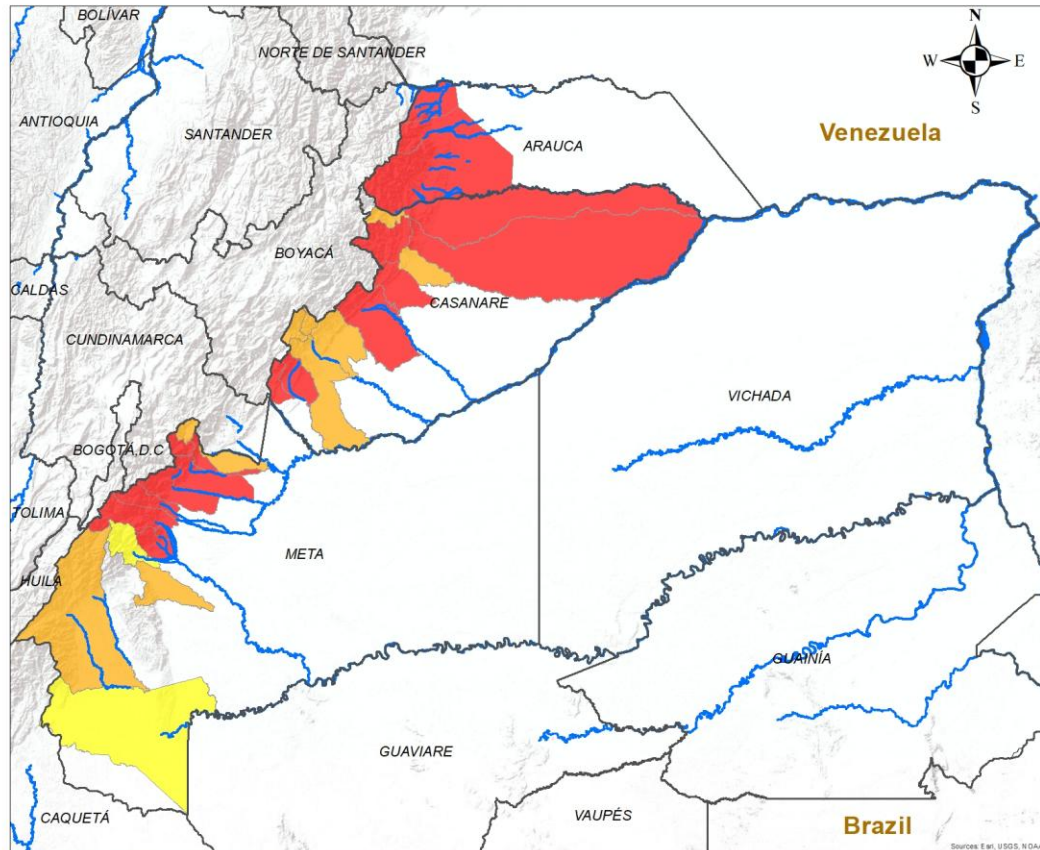 BOLÍVAR
NORTE DE SANTANDER
N
W
E
S
ANTIOQUIA
SANTANDER
ARAUCA
Venezuela
BOYACÁ
CALDAS
CASANARE
CUNDINAMARCA
VICHADA
BOGOTÁ,D.C
TOLIMA
META
HUILA
GUAINÍA
GUAVIARE
CAQUETÁ
VAUPÉS
Brazil
Sources: Esri, USGS, NOAA